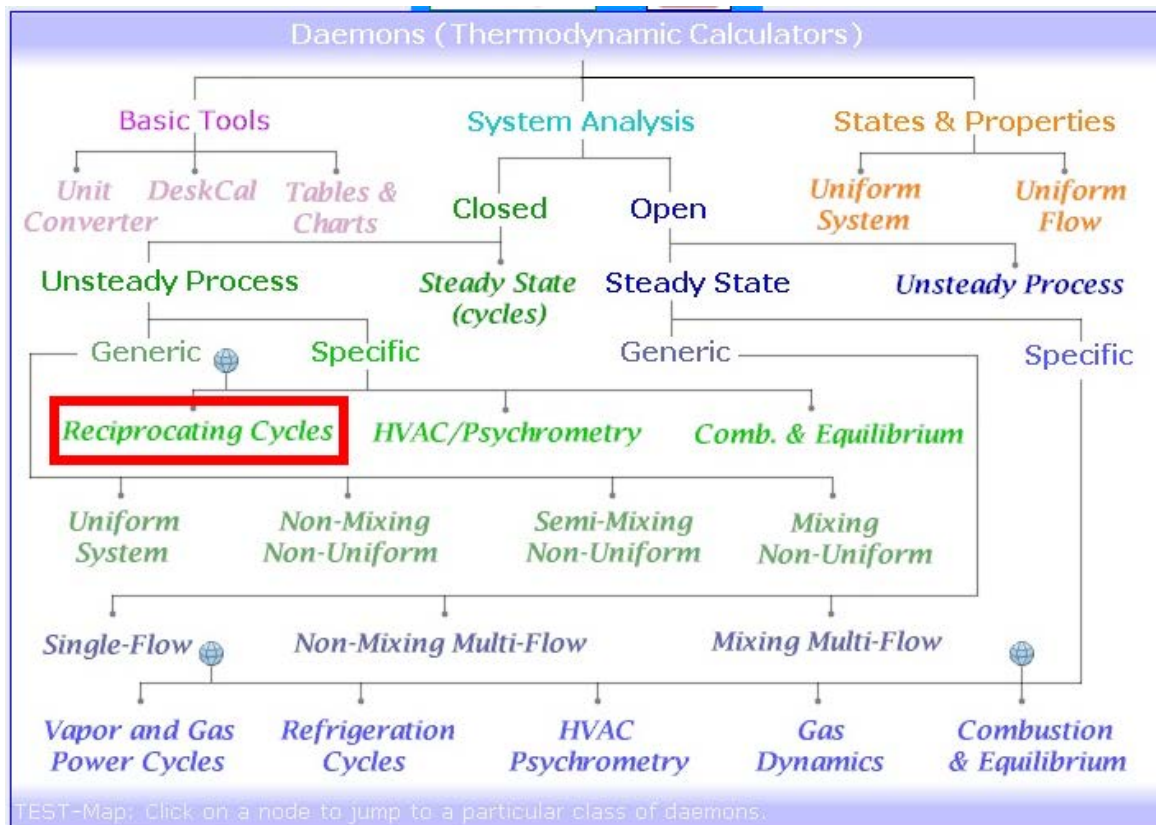 Daemons (Thermodynamic Calculators)
Basic Tools
System Analysis
States & Properties
Unit
Converter
DeskCal
Tables &
Charts
Closed
Open
Uniform
System
Uniform
Flow
Unsteady Process
Steady State
(cycles)
Steady State
Unsteady Process
Generic
Specific
Generic
Specific
Reciprocating Cycles
HVAC/Psychrometry
Comb. & Equilibrium
Uniform
System
Non-Mixing
Non-Uniform
Semi-Mixing
Non-Uniform
Mixing
Non-Uniform
Single-Flow
Non-Mixing Multi-Flow
Mixing Multi-Flow
Vapor and Gas
Power Cycles
Refrigeration
Cycles
HVAC
Psychrometry
Gas
Dynamics
Combustion
& Equilibrium
TEST-Map: Click on a node to jump to a particular class of daemons.